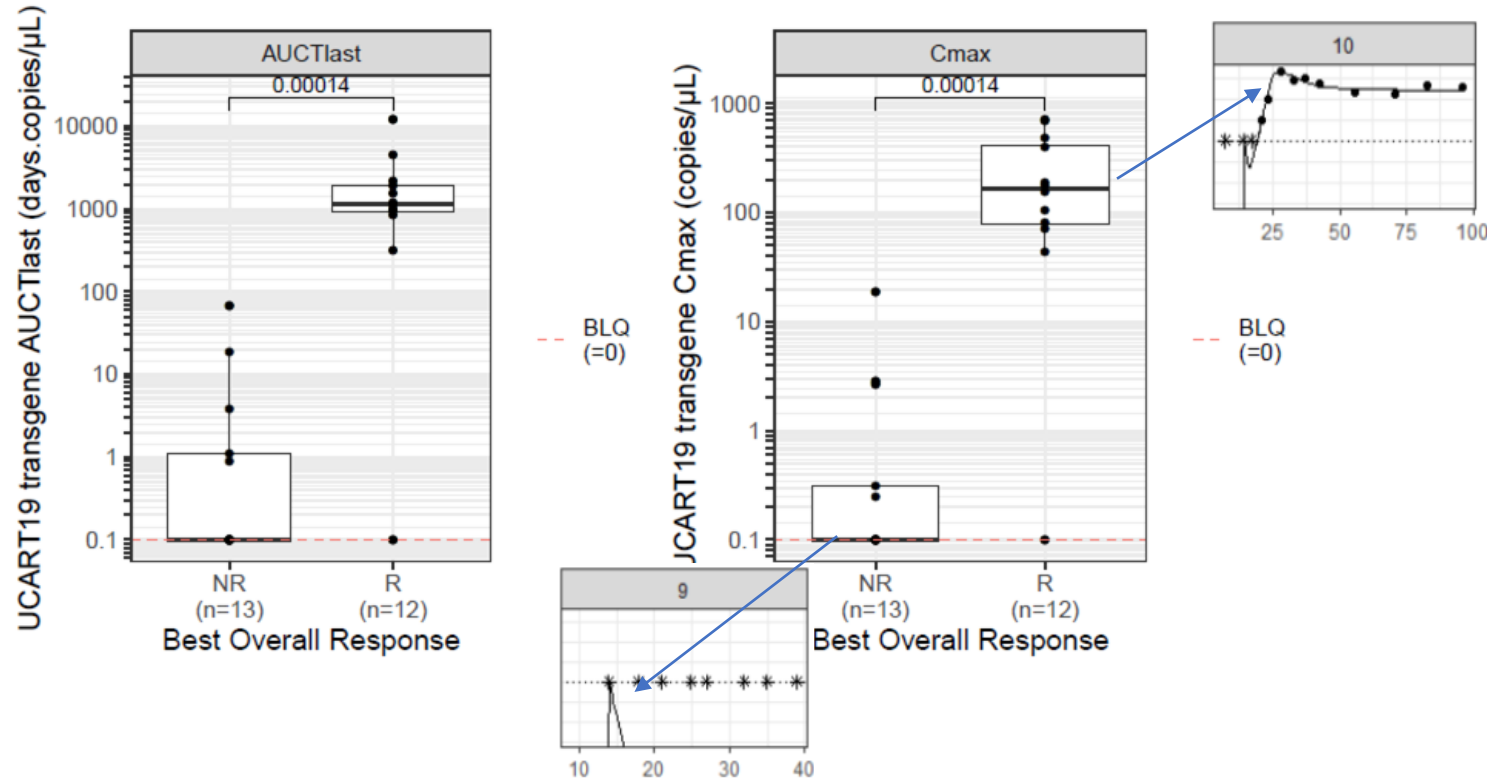 UCART19 transgene AUCTlast (days.copies/µL)
AUCTlast
0.00014
10000
1000
100
10
1
0.1
NR
(n=13)
R
(n=12)
Best Overall Response
BLQ
(=0)
JCART19 transgene Cmax (copies/µL)
Cmax
0.00014
1000
100
10
1
0.1
NR
(n=13)
R
(n=12)
Best Overall Response
BLQ
(=0)
10
25 50 75 100
9
10 20 30 40